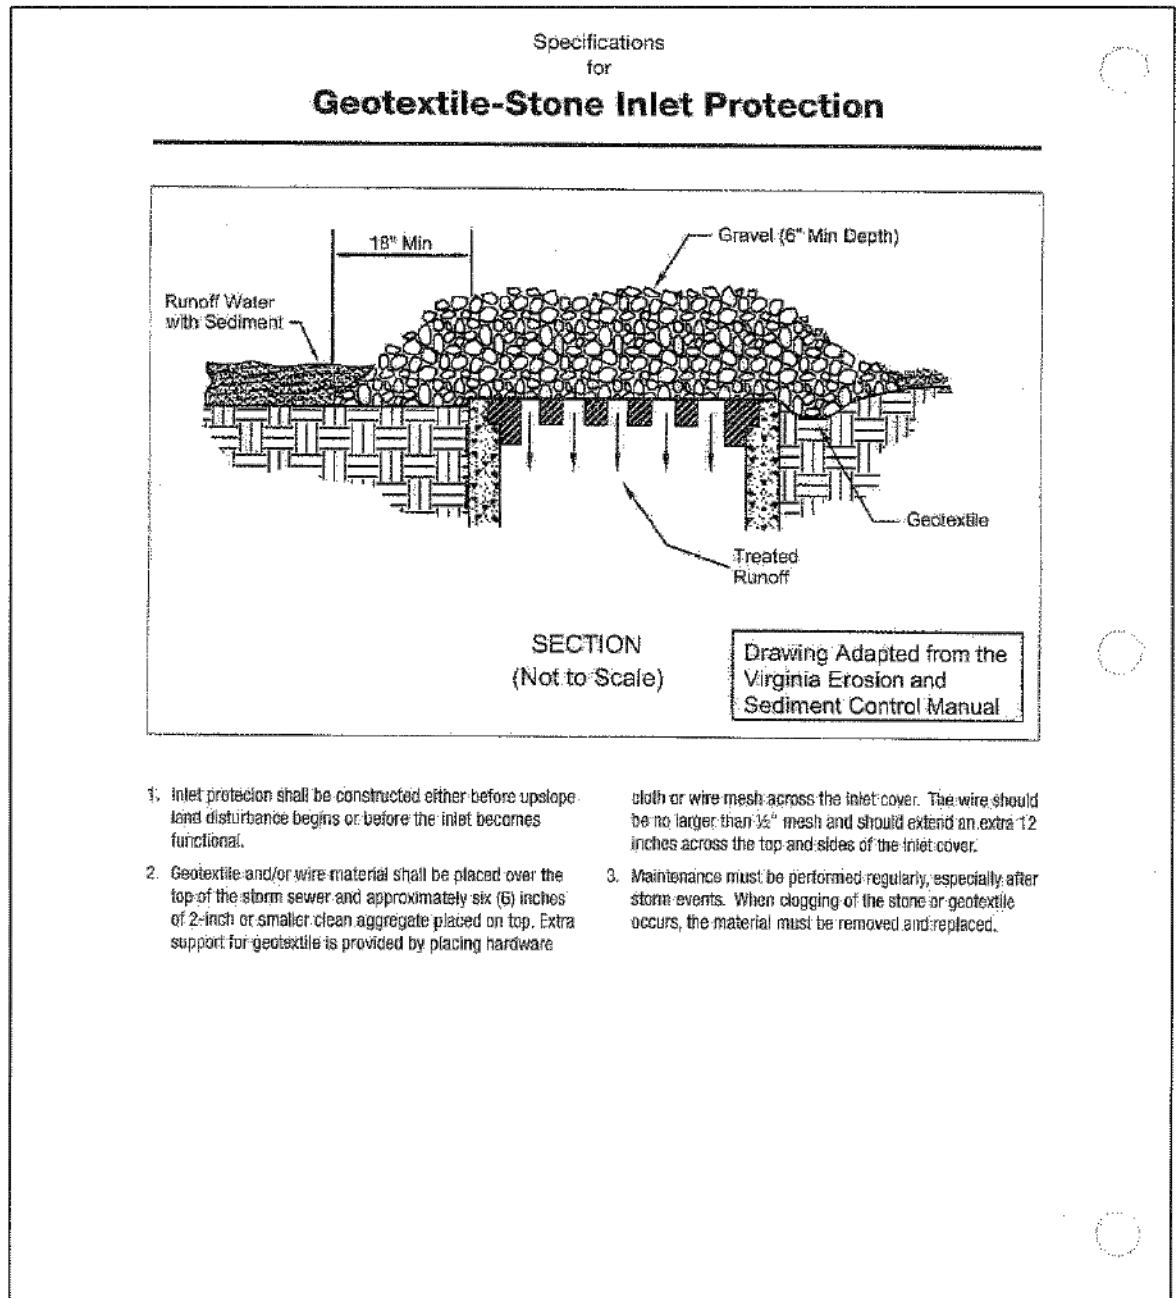 Specifications
for
Geotextile-Stone Inlet Protection
18" Min
Gravel (6" Min Depth)
Runoff Water
with Sediment
Geotextile
Treated
Runoff
SECTION
(Not to Scale)
Drawing Adapted from the
Virginia Erosion and
Sediment Control Manual
1. Inlet protecion shall be constructed either before upslope
land disturbance begins or before the inlet becomes
functional.
2. Geotextile and/or wire material shall be placed over the
top of the storm sewer and approximately six (6) inches
of 2-inch or smaller clean aggregate placed on top. Extra
support for geotextile is provided by placing hardware
cloth or wire mesh across the inlet cover. The wire should
be no larger than ½" mesh and should extend an extra 12
inches across the top and sides of the inlet cover.
3. Maintenance must be performed regularly, especially after
storm events. When clogging of the stone or geotextile
occurs, the material must be removed and replaced.